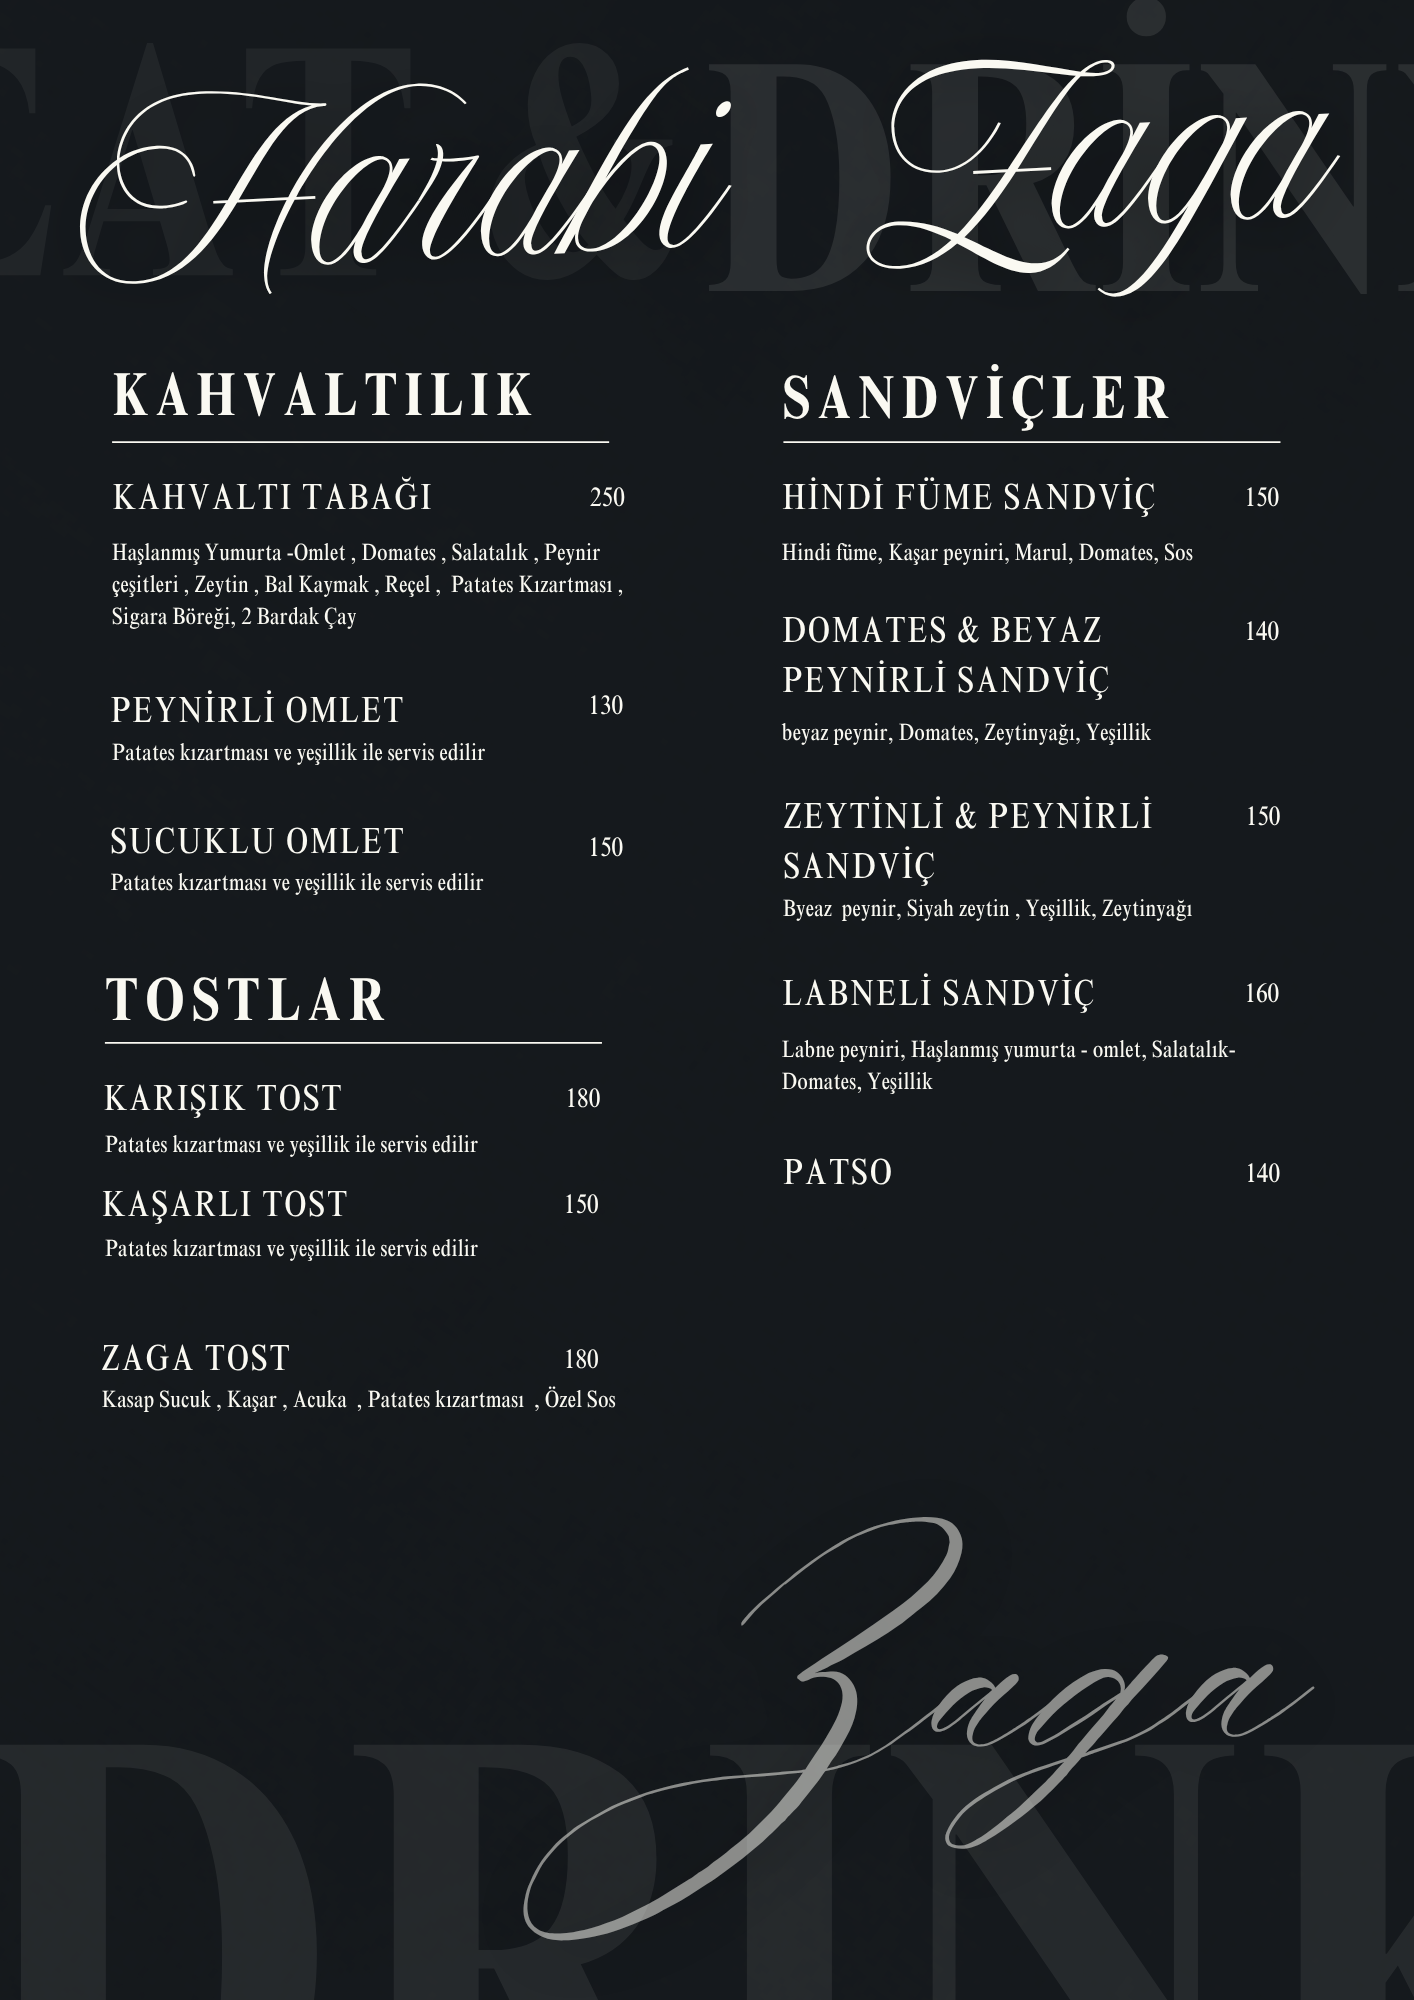 EAT & DRİNK
Harabi Zaga
KAHVALTILIK
KAHVALTI TABAĞI 250
Haşlanmış Yumurta -Omlet , Domates , Salatalık , Peynir
çeşitleri , Zeytin , Bal Kaymak , Reçel , Patates Kızartması ,
Sigara Böreği, 2 Bardak Çay
PEYNİRLİ OMLET 130
Patates kızartması ve yeşillik ile servis edilir
SUCUKLU OMLET 150
Patates kızartması ve yeşillik ile servis edilir
TOSTLAR
KARIŞIK TOST 180
Patates kızartması ve yeşillik ile servis edilir
KAŞARLI TOST 150
Patates kızartması ve yeşillik ile servis edilir
ZAGA TOST 180
Kasap Sucuk , Kaşar , Acuka , Patates kızartması , Özel Sos
SANDVİÇLER
HİNDİ FÜME SANDVİÇ 150
Hindi füme, Kaşar peyniri, Marul, Domates, Sos
DOMATES & BEYAZ 140
PEYNİRLİ SANDVİÇ
beyaz peynir, Domates, Zeytinyağı, Yeşillik
ZEYTİNLİ & PEYNİRLİ 150
SANDVİÇ
Byeaz peynir, Siyah zeytin , Yeşillik, Zeytinyağı
LABNELİ SANDVİÇ 160
Labne peyniri, Haşlanmış yumurta - omlet, Salatalık-
Domates, Yeşillik
PATSO 140
Zaga
DRINK